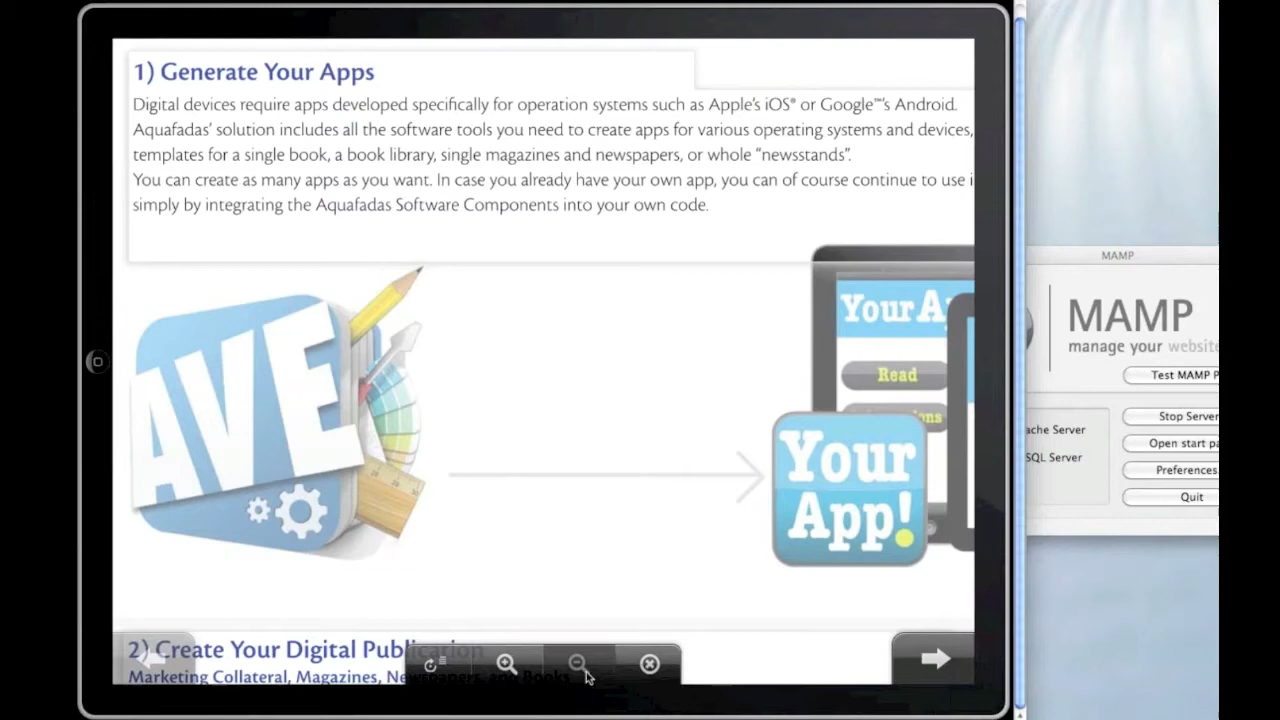 1) Generate Your Apps
Digital devices require apps developed specifically for operation systems such as Apple's iOS® or Google™'s Android.
Aquafadas' solution includes all the software tools you need to create apps for various operating systems and devices,
templates for a single book, a book library, single magazines and newspapers, or whole "newsstands".
You can create as many apps as you want. In case you already have your own app, you can of course continue to use i
simply by integrating the Aquafadas Software Components into your own code.
AVE
Your A
Read
ons
Your
App!
2) Create Your Digital Publication
Marketing Collateral, Magazines, Newspapers, and Books
MAMP
MAMP
manage your website
Test MAMP P
Stop Server
ache Server
Open start pa
SQL Server
Preferences.
Quit